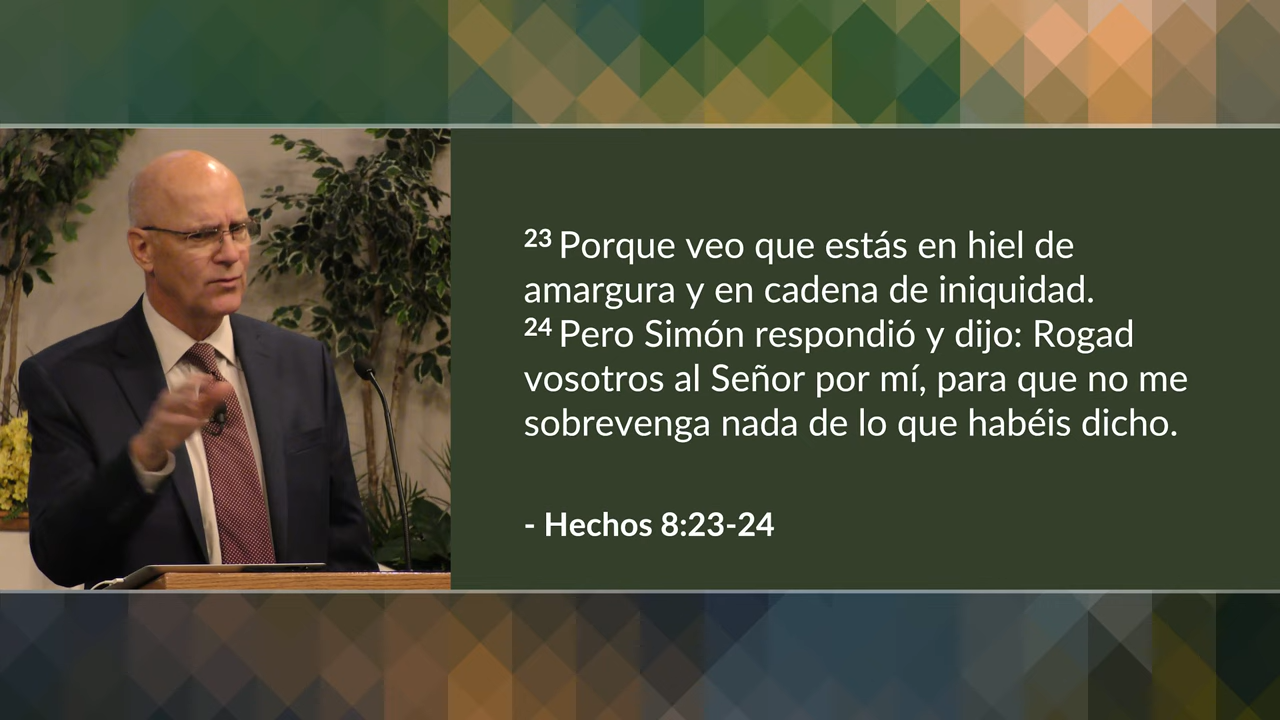 23 Porque veo que estás en hiel de
amargura y en cadena de iniquidad.
24 Pero Simón respondió y dijo: Rogad
vosotros al Señor por mí, para que no me
sobrevenga nada de lo que habéis dicho.
- Hechos 8:23-24